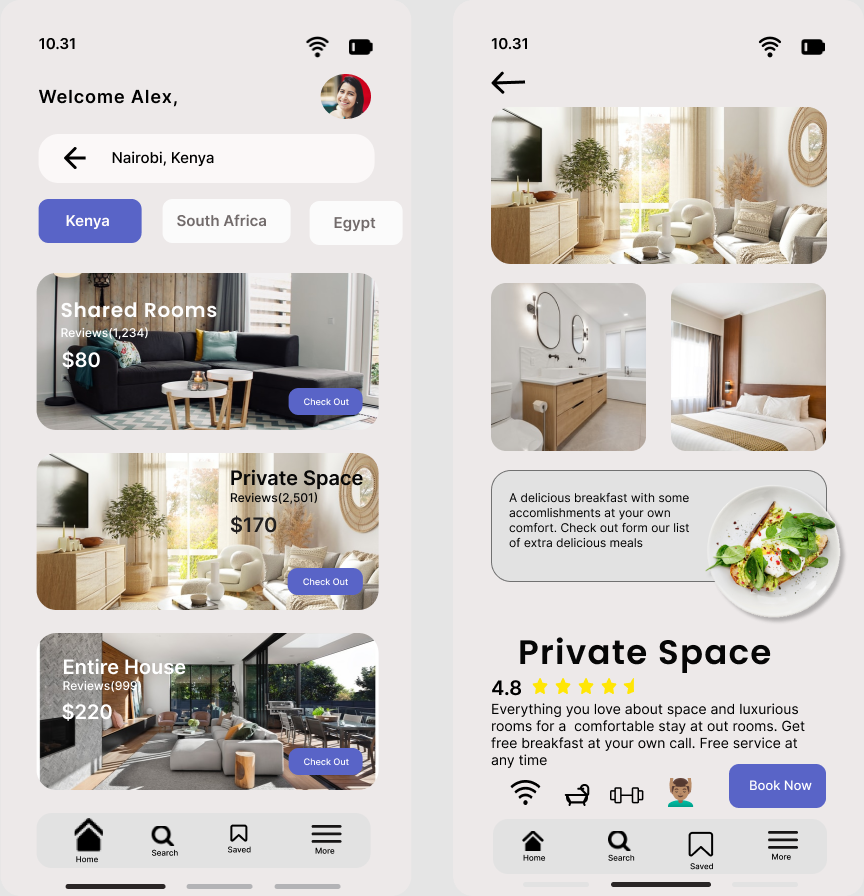 10.31
Welcome Alex,
Nairobi, Kenya
Kenya
South Africa
Egypt
Shared Rooms
Reviews(1,234)
$80
Check Out
Private Space
Reviews(2,501)
$170
Check Out
Entire House
Reviews(999)
$220
Check Out
Home
Search
Saved
More
10.31
A delicious breakfast with some
accomlishments at your own
comfort. Check out form our list
of extra delicious meals
Private Space
4.8
Everything you love about space and luxurious
rooms for a  comfortable stay at out rooms. Get
free breakfast at your own call. Free service at
any time
Book Now
Home
Search
Saved
More